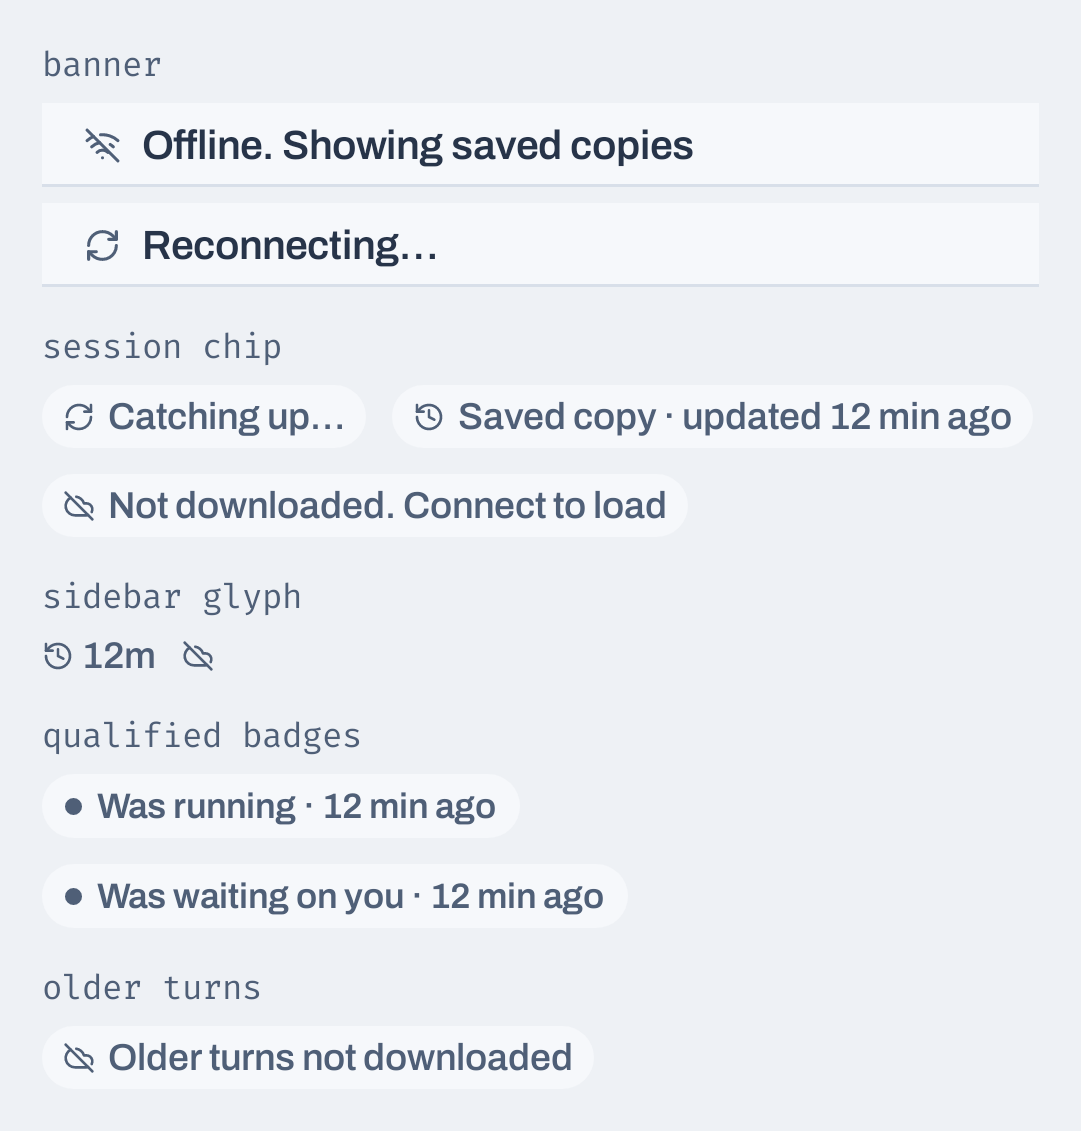 banner
Offline. Showing saved copies
Reconnecting…
session chip
Catching up…
Saved copy · updated 12 min ago
Not downloaded. Connect to load
sidebar glyph
12m
qualified badges
Was running · 12 min ago
Was waiting on you · 12 min ago
older turns
Older turns not downloaded